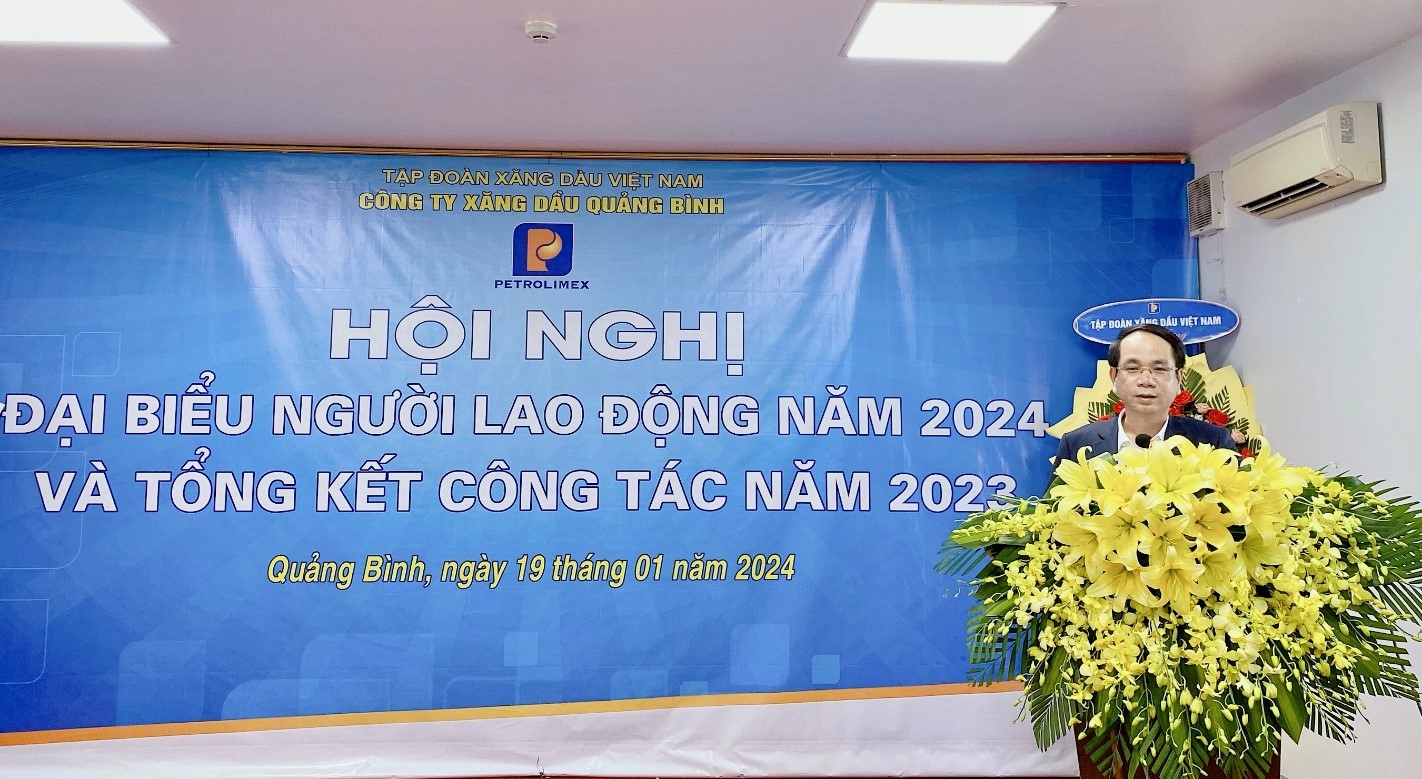 TẬP ĐOÀN XĂNG DẦU VIỆT NAM
CÔNG TY XĂNG DẦU QUẢNG BÌNH
PETROLIMEX
HỘI NGHỊ
ĐẠI BIỂU NGƯỜI LAO ĐỘNG NĂM 2024
VÀ TỔNG KẾT CÔNG TÁC NĂM 2023
Quảng Bình, ngày 19 tháng 01 năm 2024
TẬP ĐOÀN XĂNG DẦU VIỆT NAM